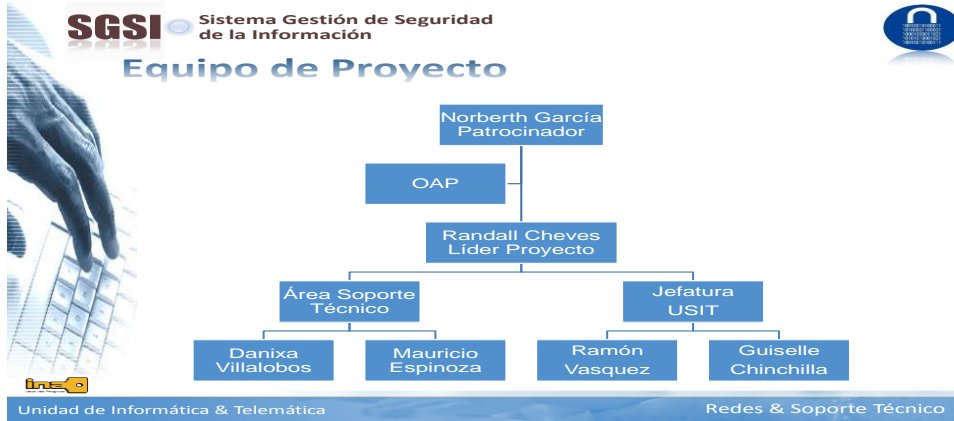 SGSI
Sistema Gestión de Seguridad
de la Información
Equipo de Proyecto
Norberth García
Patrocinador
OAP
Randall Cheves
Líder Proyecto
Área Soporte
Técnico
Jefatura
USIT
Danixa
Villalobos
Mauricio
Espinoza
Ramón
Vasquez
Guiselle
Chinchilla
Unidad de Informática & Telemática
Redes & Soporte Técnico